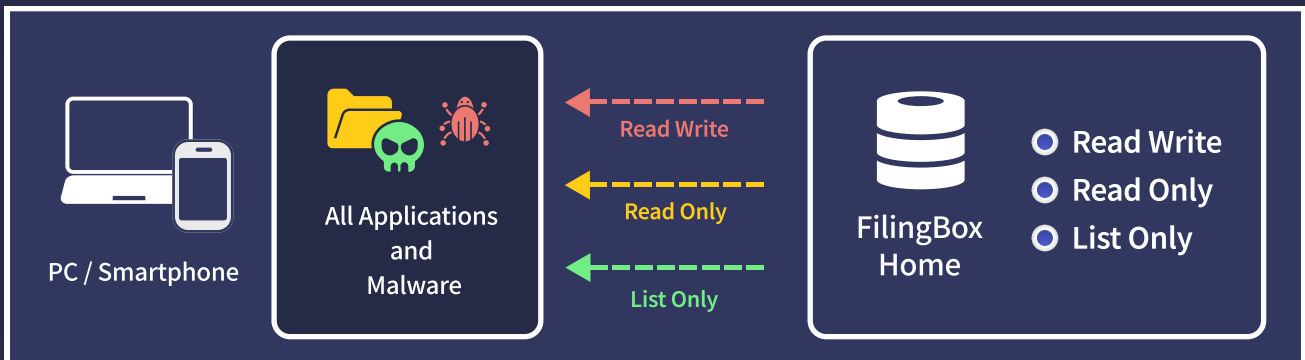 PC / Smartphone
All Applications
and
Malware
Read Write
Read Only
List Only
FilingBox
Home
Read Write
Read Only
List Only